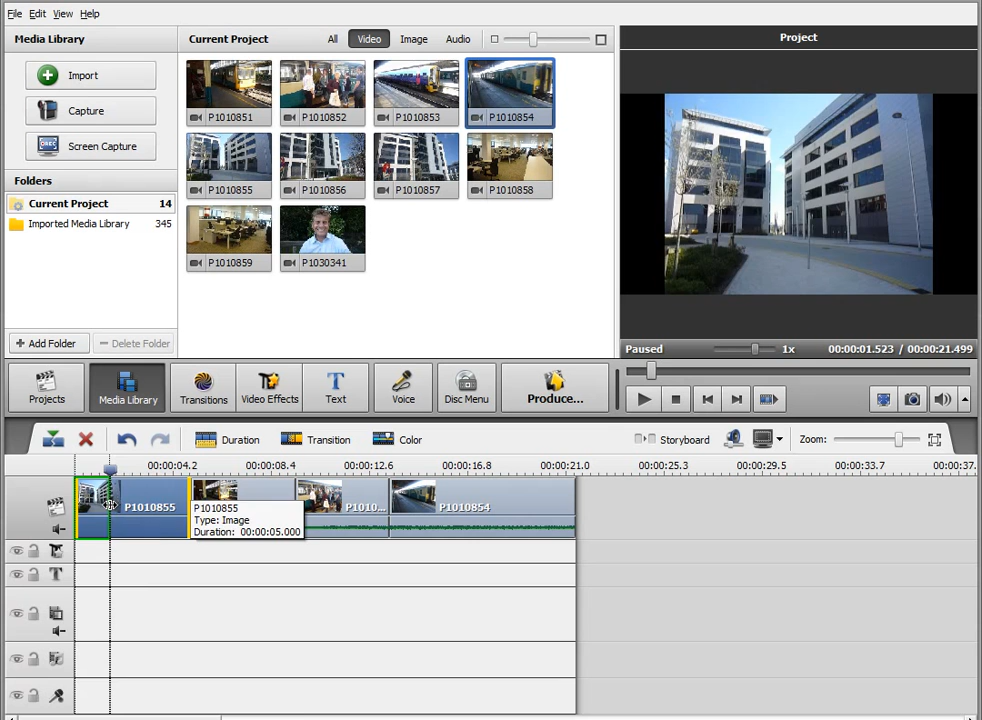 File Edit View Help
Media Library
Import
Capture
Screen Capture
Folders
Current Project 14
Imported Media Library 345
Add Folder Delete Folder
Current Project All Video Image Audio
P1010851 P1010852 P1010853 P1010854
P1010855 P1010856 P1010857 P1010858
P1010859 P1030341
Project
Paused 1x 00:00:01.523 / 00:00:21.499
Projects Media Library Transitions Video Effects Text Voice Disc Menu Produce...
Duration Transition Color Storyboard Zoom:
00:00:04.2 00:00:08.4 00:00:12.6 00:00:16.8 00:00:21.0 00:00:25.3 00:00:29.5 00:00:33.7 00:00:37.
P1010855 P1010... P1010854
P1010855
Type: Image
Duration: 00:00:05.000
T